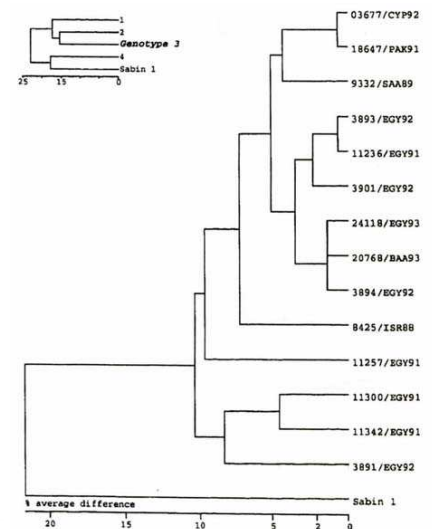 1
2
Genotype 3
4
Sabin 1
25 15 0
03677/CYP92
18647/PAK91
9332/SAA89
3893/EGY92
11236/EGY91
3901/EGY92
24118/EGY93
20768/BAA93
3894/EGY92
8425/ISR88
11257/EGY91
11300/EGY91
11342/EGY91
3891/EGY92
Sabin 1
% average difference
20 15 10 5 2 0